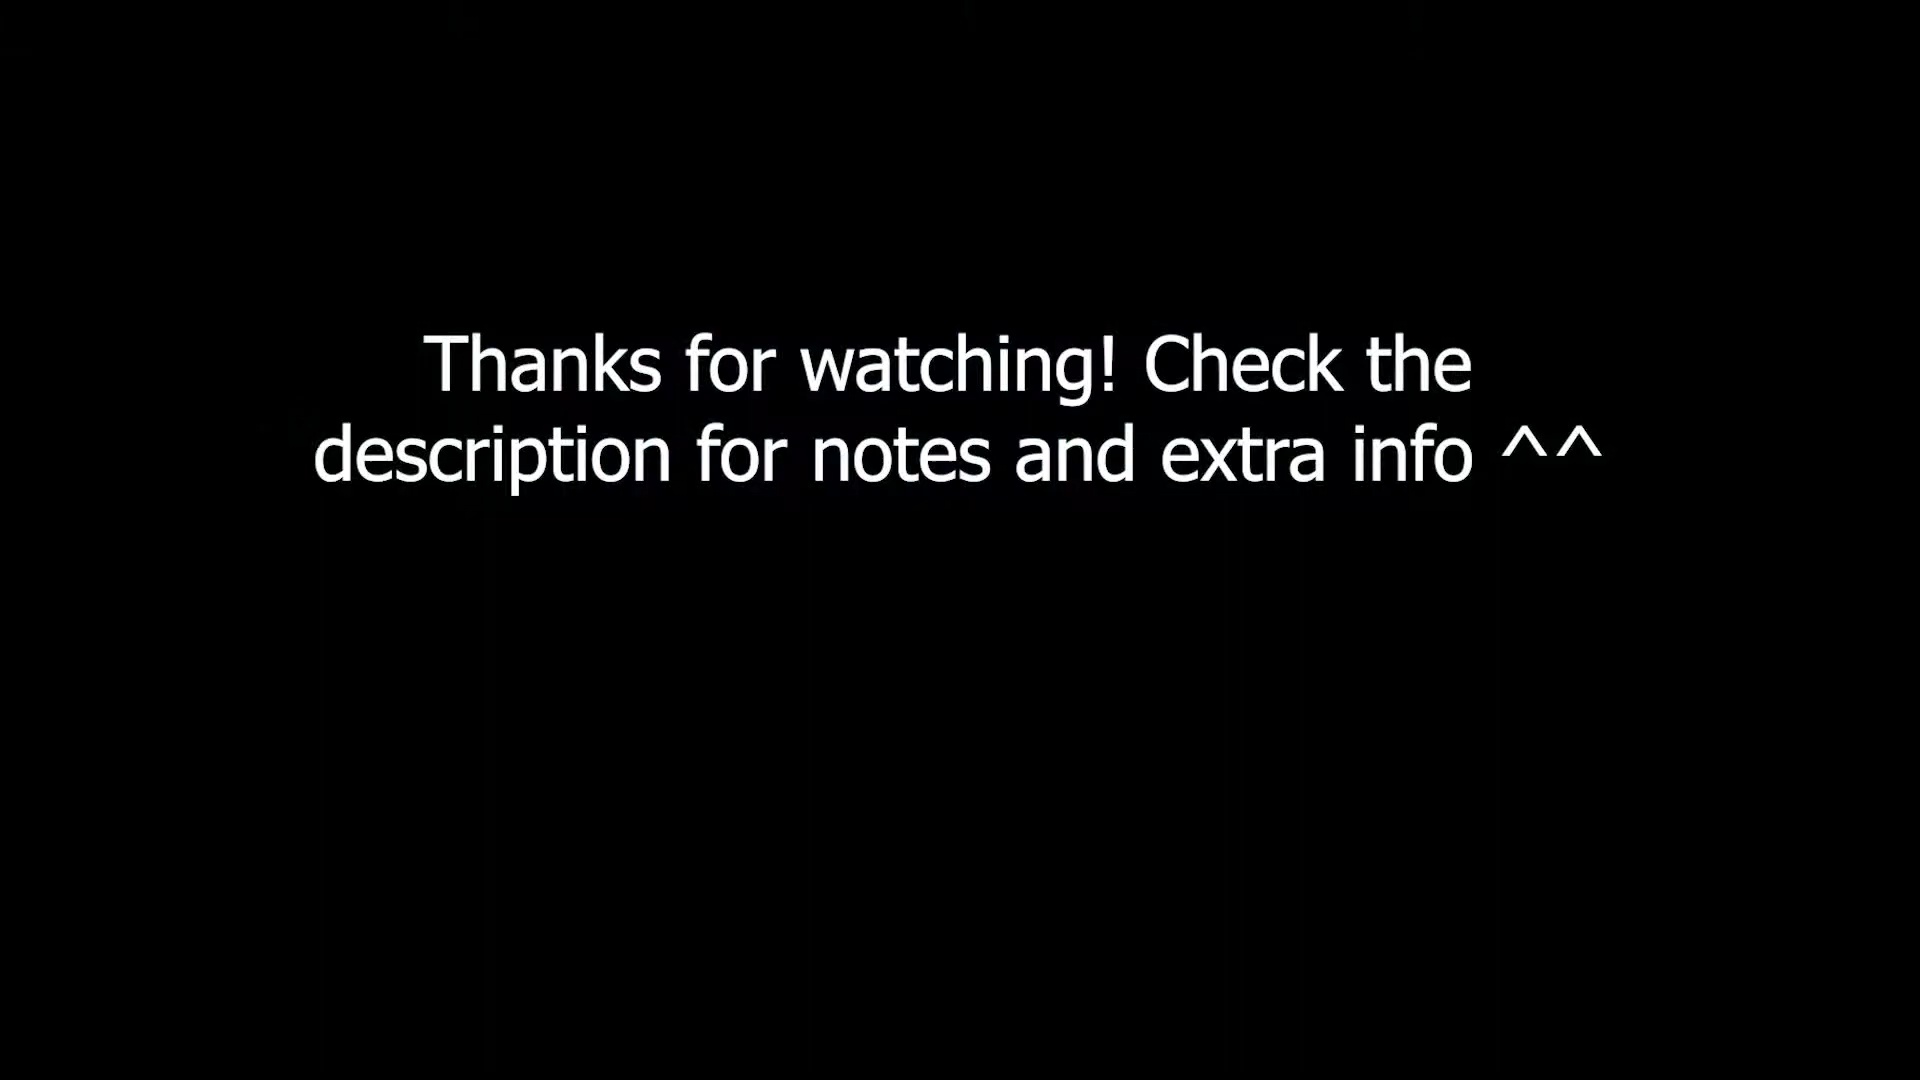 Thanks for watching! Check the
description for notes and extra info ^^